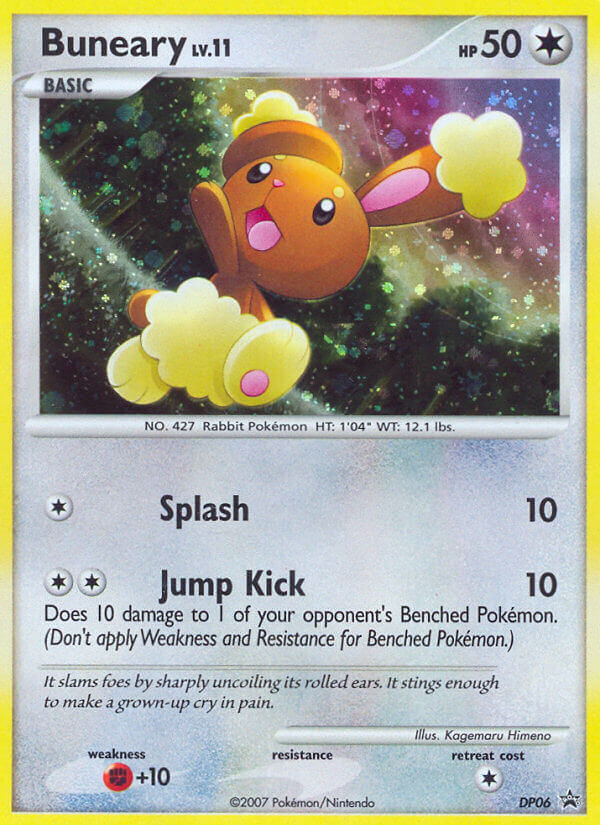 Buneary LV.11
HP 50
BASIC
NO. 427 Rabbit Pokémon HT: 1'04" WT: 12.1 lbs.
Splash 10
Jump Kick 10
Does 10 damage to 1 of your opponent's Benched Pokémon.
(Don't apply Weakness and Resistance for Benched Pokémon.)
It slams foes by sharply uncoiling its rolled ears. It stings enough
to make a grown-up cry in pain.
Illus. Kagemaru Himeno
weakness resistance retreat cost
+10
©2007 Pokémon/Nintendo DP06